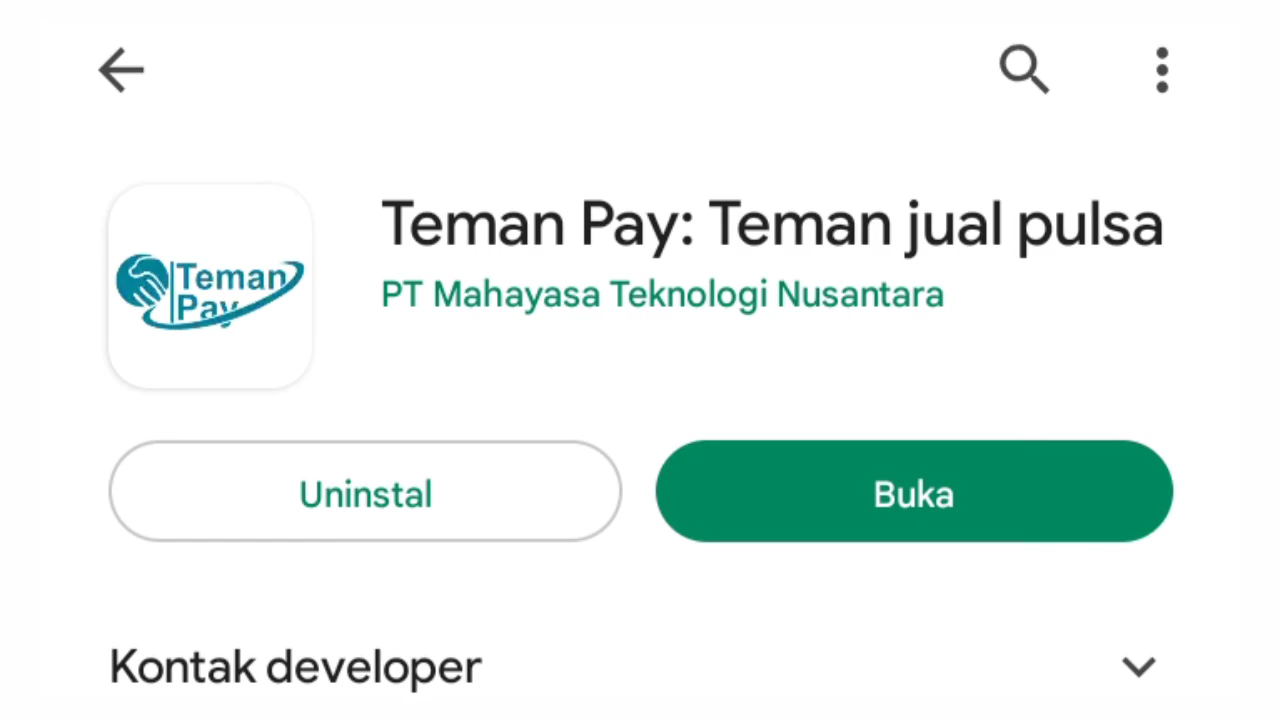 Teman Pay: Teman jual pulsa
PT Mahayasa Teknologi Nusantara
Teman
Pay
Uninstal
Buka
Kontak developer